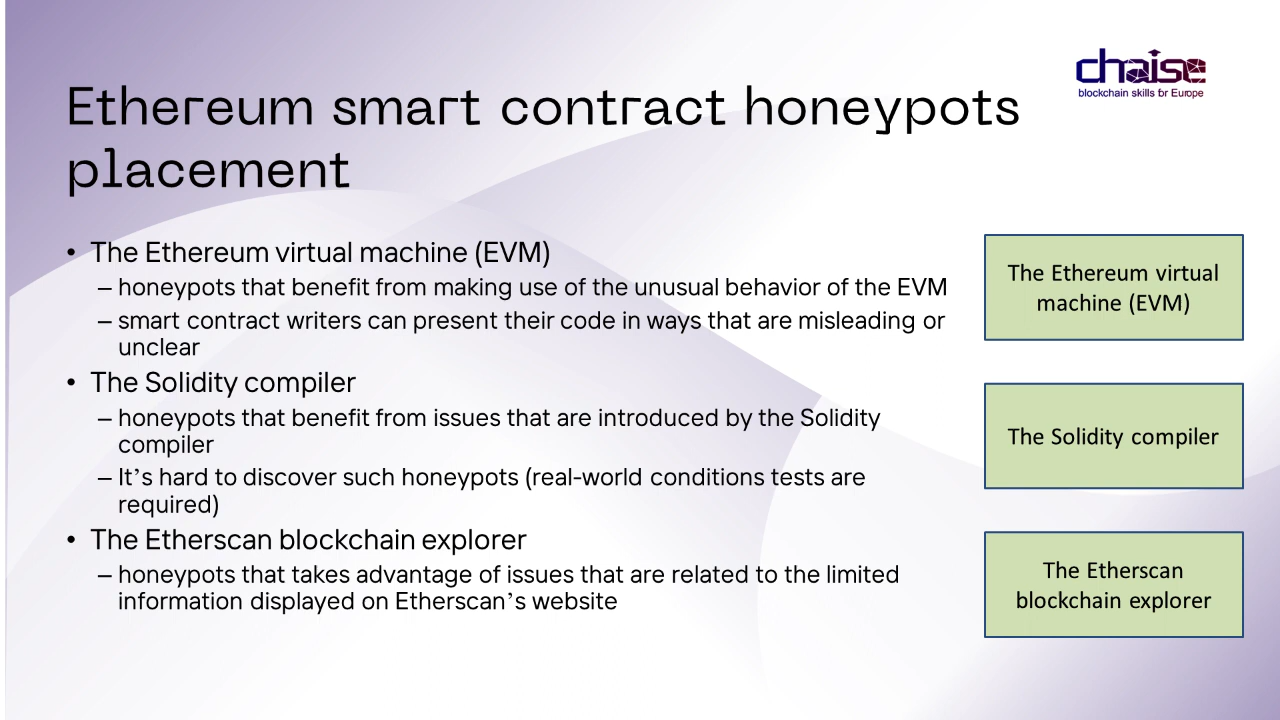 chaise
blockchain skills for Europe
Ethereum smart contract honeypots
placement
• The Ethereum virtual machine (EVM)
– honeypots that benefit from making use of the unusual behavior of the EVM
– smart contract writers can present their code in ways that are misleading or
unclear
• The Solidity compiler
– honeypots that benefit from issues that are introduced by the Solidity
compiler
– It’s hard to discover such honeypots (real-world conditions tests are
required)
• The Etherscan blockchain explorer
– honeypots that takes advantage of issues that are related to the limited
information displayed on Etherscan’s website
The Ethereum virtual
machine (EVM)
The Solidity compiler
The Etherscan
blockchain explorer